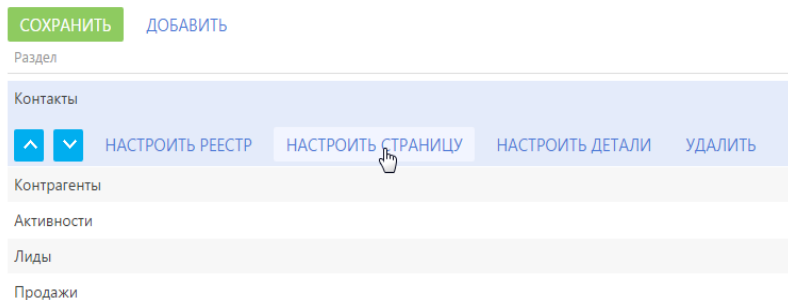 СОХРАНИТЬ ДОБАВИТЬ
Раздел
Контакты
НАСТРОИТЬ РЕЕСТР НАСТРОИТЬ СТРАНИЦУ НАСТРОИТЬ ДЕТАЛИ УДАЛИТЬ
Контрагенты
Активности
Лиды
Продажи